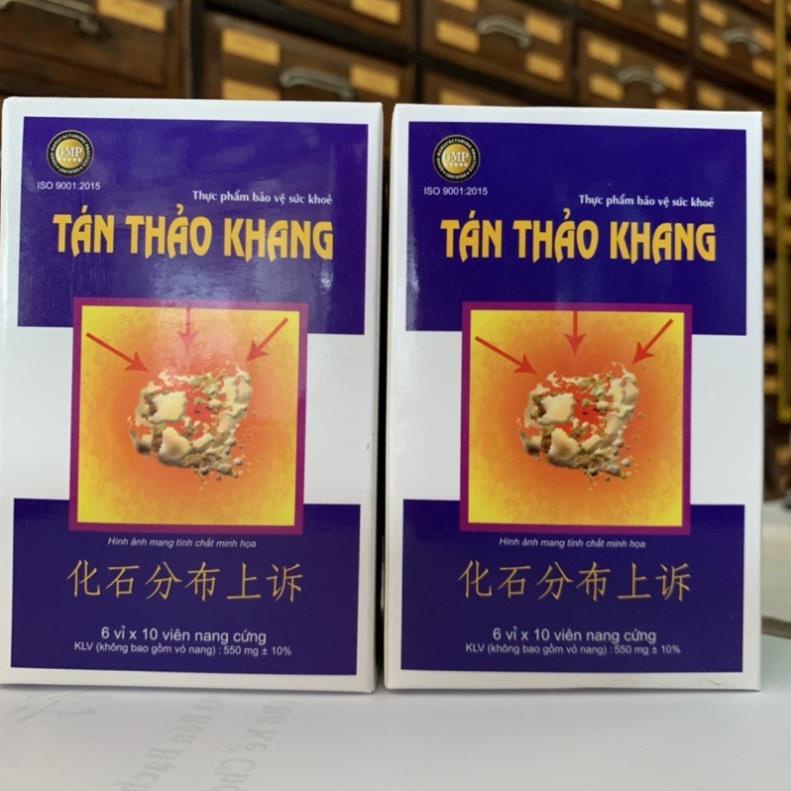 GMP
ISO 9001:2015
Thực phẩm bảo vệ sức khoẻ
TÁN THẢO KHANG
Hình ảnh mang tính chất minh họa
化石分布上诉
6 vỉ x 10 viên nang cứng
KLV (không bao gồm vỏ nang) : 550 mg ± 10%
GMP
ISO 9001:2015
Thực phẩm bảo vệ sức khoẻ
TÁN THẢO KHANG
Hình ảnh mang tính chất minh họa
化石分布上诉
6 vỉ x 10 viên nang cứng
KLV (không bao gồm vỏ nang) : 550 mg ± 10%